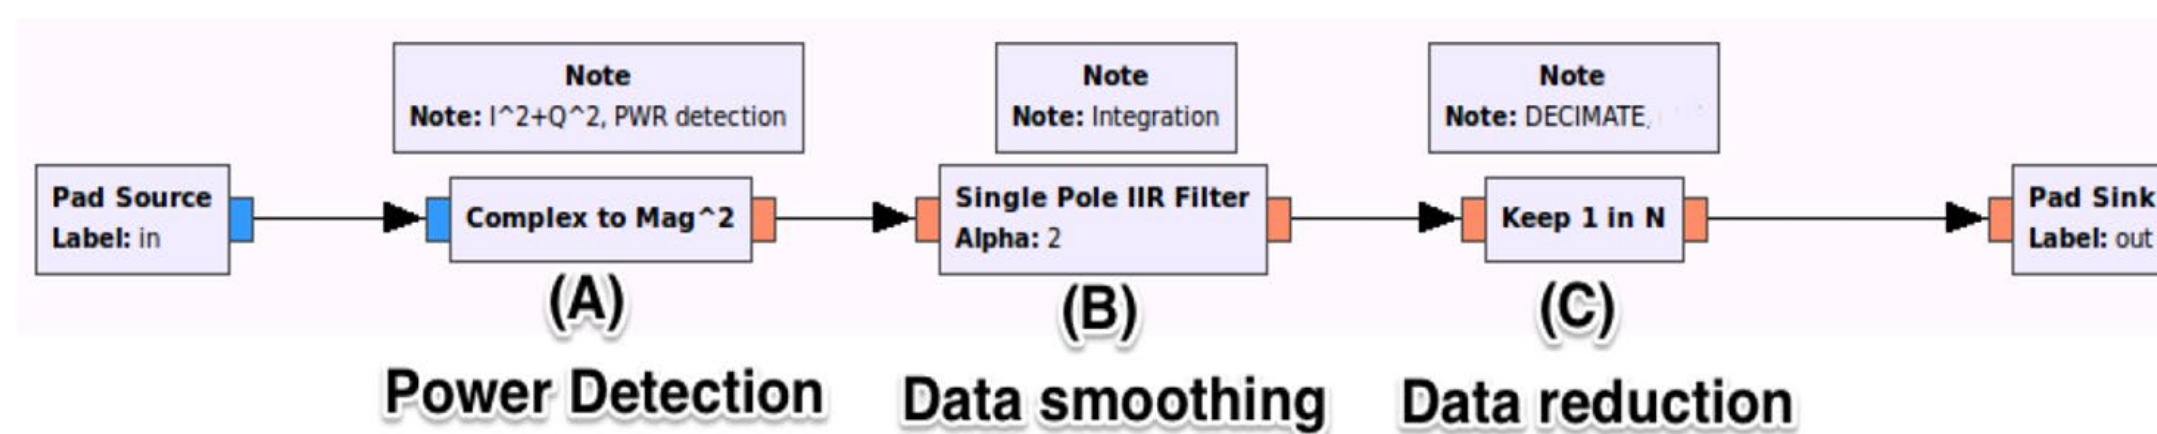 Note
Note: I^2+Q^2, PWR detection
Note
Note: Integration
Note
Note: DECIMATE,
Pad Source
Label: in
Complex to Mag^2
Single Pole IIR Filter
Alpha: 2
Keep 1 in N
Pad Sink
Label: out
(A)
(B)
(C)
Power Detection
Data smoothing
Data reduction